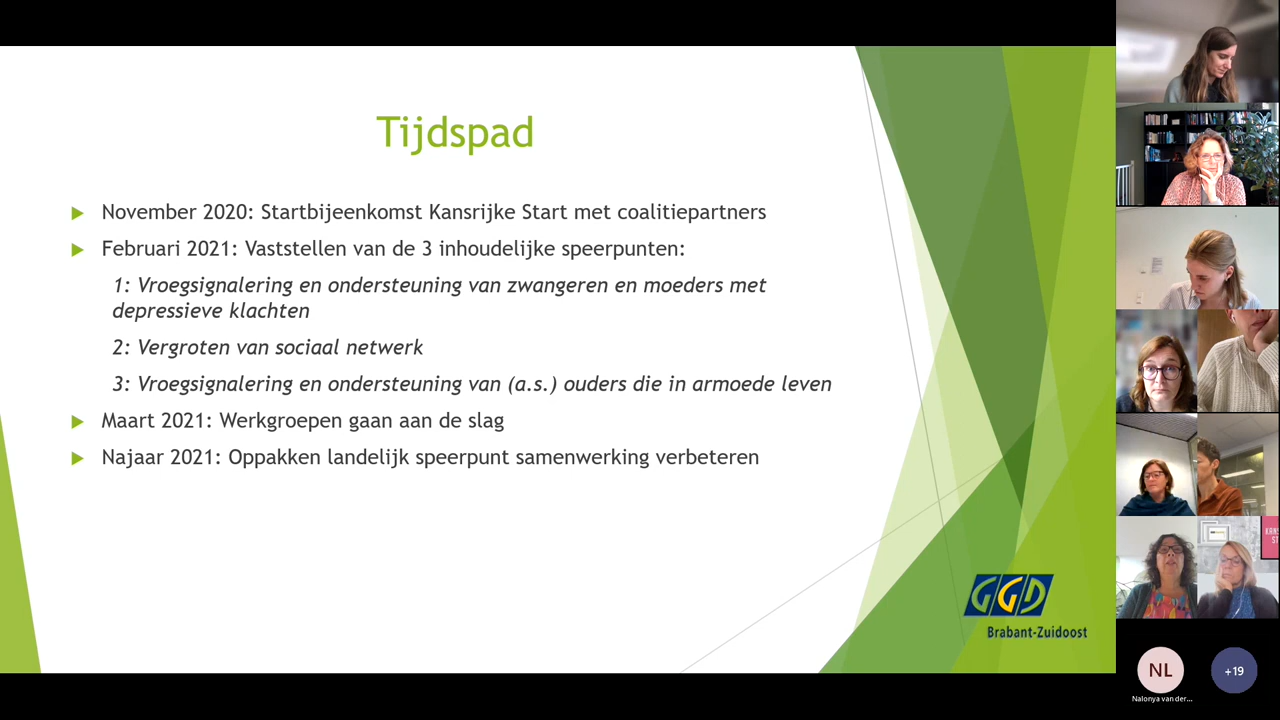 Tijdspad
November 2020: Startbijeenkomst Kansrijke Start met coalitiepartners
Februari 2021: Vaststellen van de 3 inhoudelijke speerpunten:
1: Vroegsignalering en ondersteuning van zwangeren en moeders met
depressieve klachten
2: Vergroten van sociaal netwerk
3: Vroegsignalering en ondersteuning van (a.s.) ouders die in armoede leven
Maart 2021: Werkgroepen gaan aan de slag
Najaar 2021: Oppakken landelijk speerpunt samenwerking verbeteren
GGD
Brabant-Zuidoost
NL
+19
Nalonya van der...